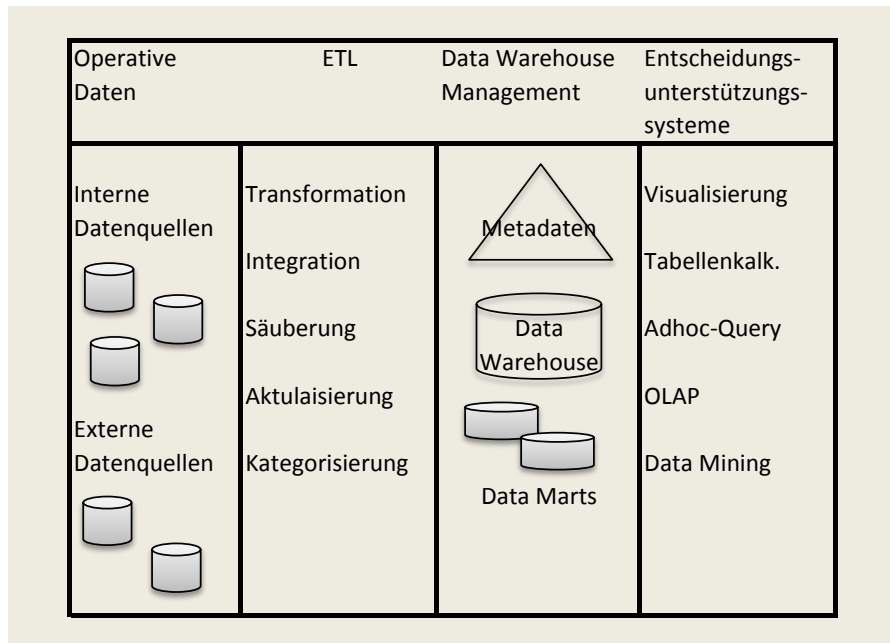 Operative
Daten
ETL
Data Warehouse
Management
Entscheidungs-
unterstützungs-
systeme
Interne
Datenquellen
Externe
Datenquellen
Transformation
Integration
Säuberung
Aktulaisierung
Kategorisierung
Metadaten
Data
Warehouse
Data Marts
Visualisierung
Tabellenkalk.
Adhoc-Query
OLAP
Data Mining